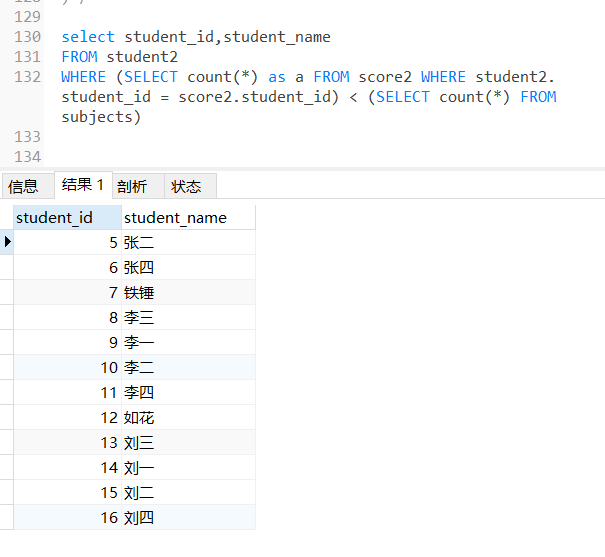 129
130 select student_id,student_name
131 FROM student2
132 WHERE (SELECT count(*) as a FROM score2 WHERE student2.
student_id = score2.student_id) < (SELECT count(*) FROM
subjects)
133
134
信息 结果 1 剖析 状态
student_id student_name
5 张二
6 张四
7 铁锤
8 李三
9 李一
10 李二
11 李四
12 如花
13 刘三
14 刘一
15 刘二
16 刘四